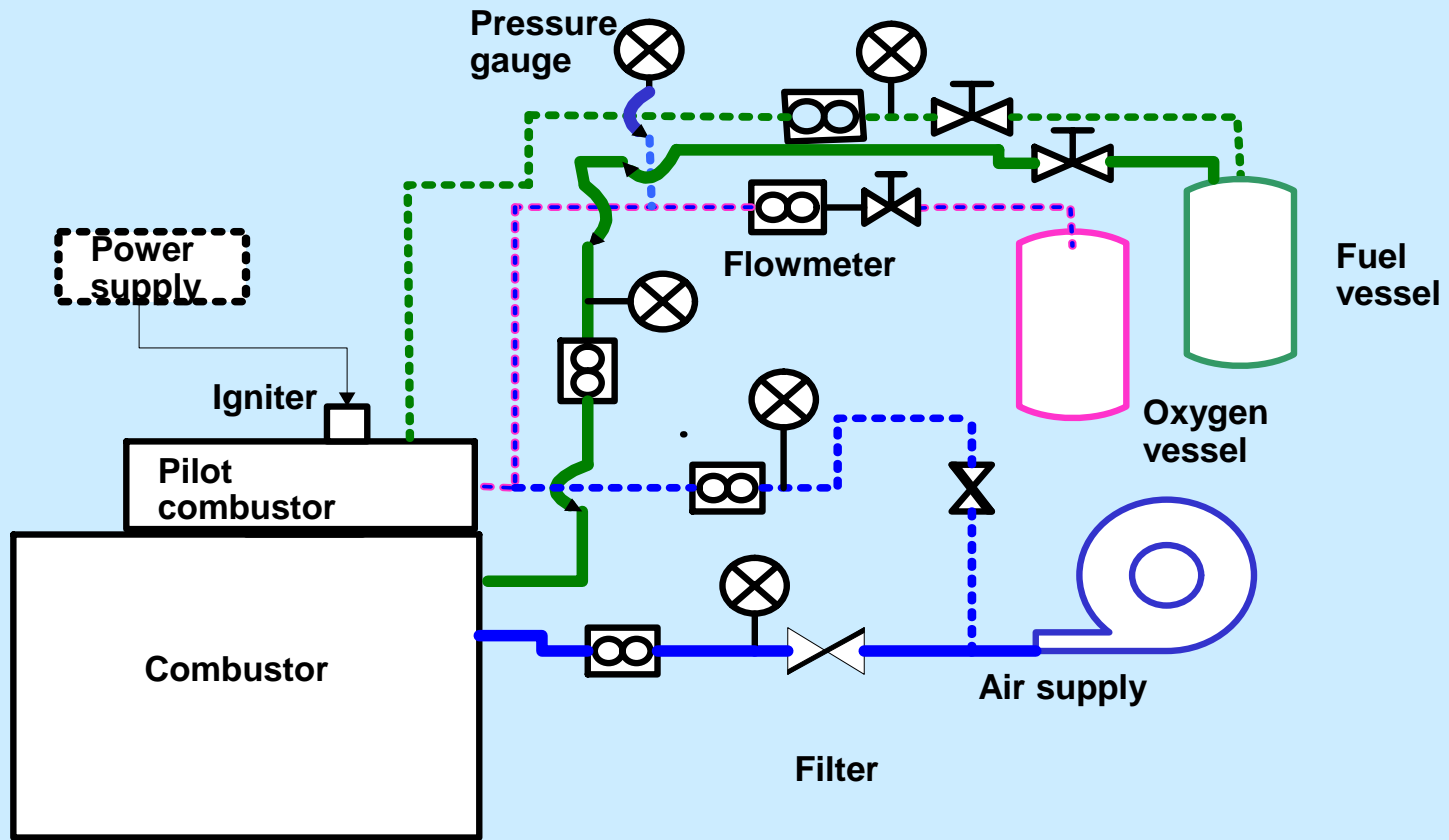 Pressure
gauge
Power
supply
Flowmeter
Fuel
vessel
Igniter
Oxygen
vessel
Pilot
combustor
Combustor
Air supply
Filter